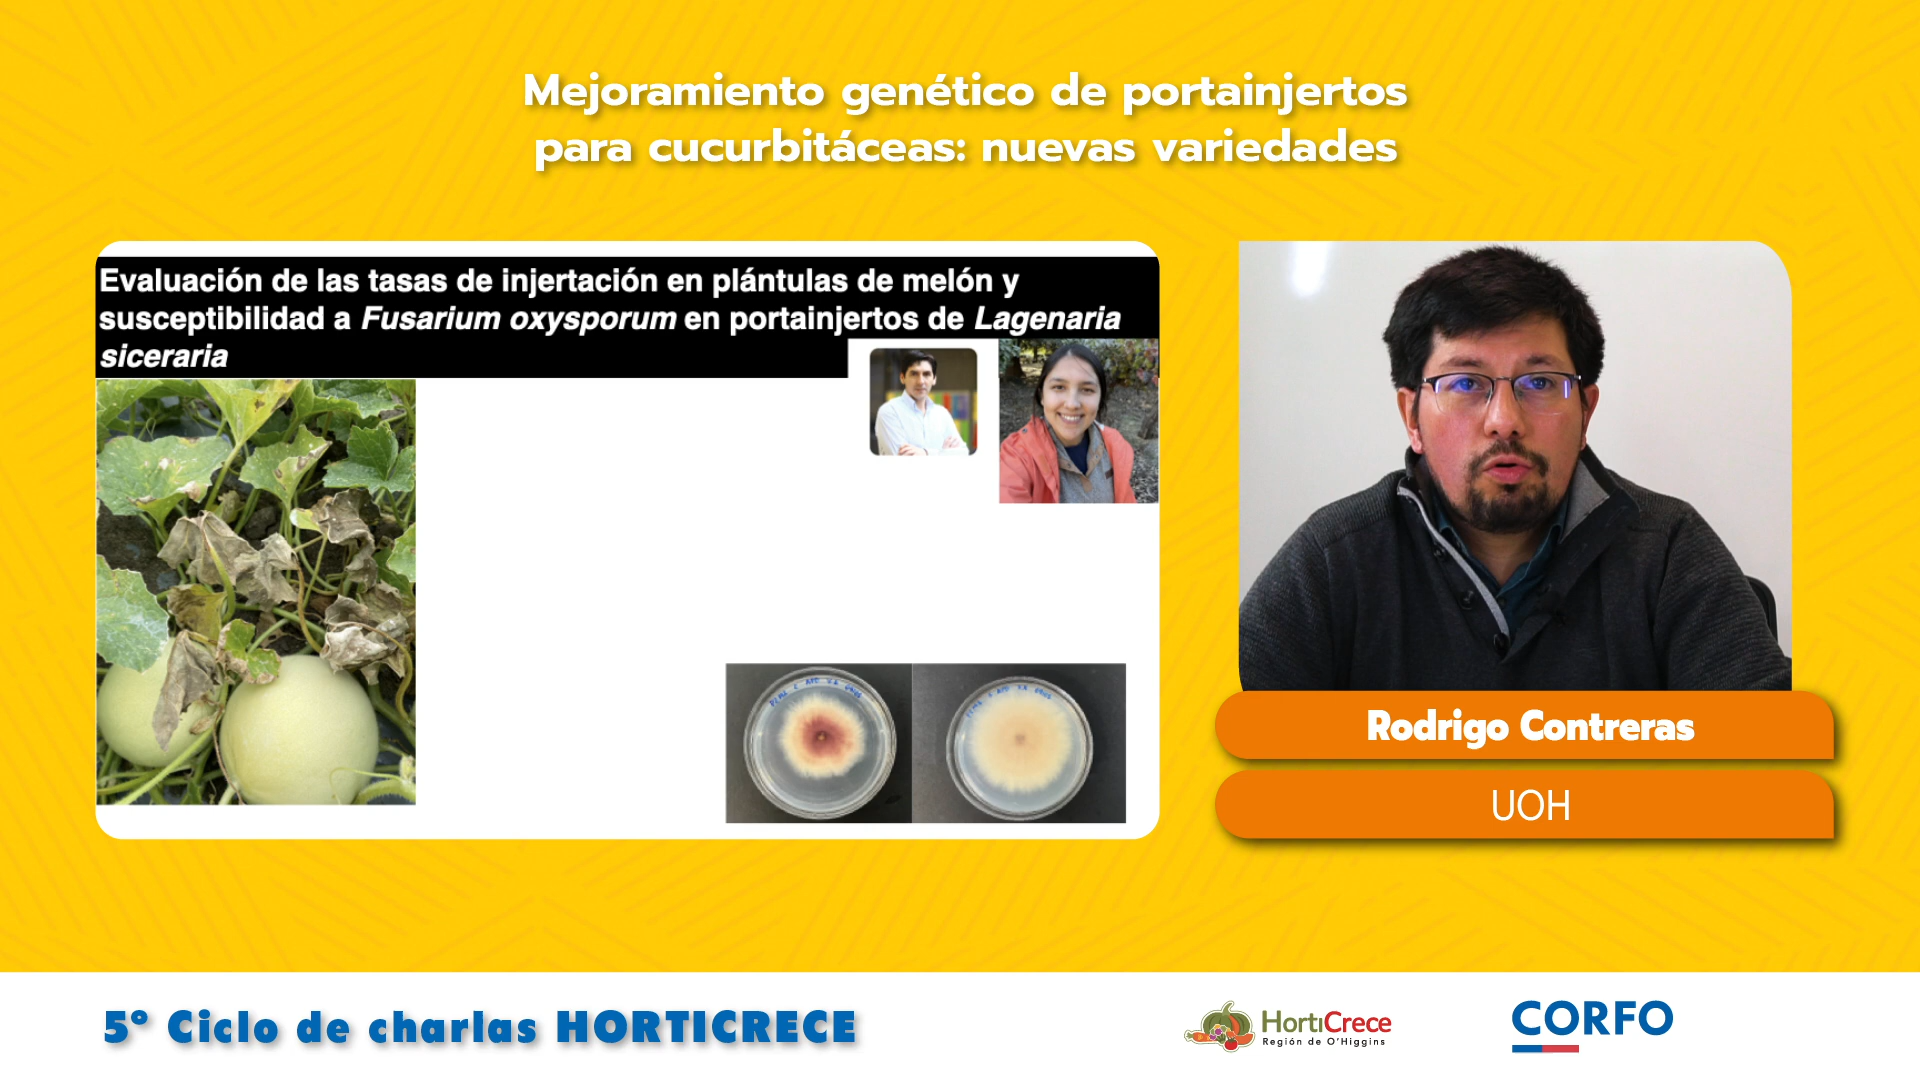 Mejoramiento genético de portainjertos
para cucurbitáceas: nuevas variedades
Evaluación de las tasas de injertación en plántulas de melón y
susceptibilidad a Fusarium oxysporum en portainjertos de Lagenaria
siceraria
Rodrigo Contreras
UOH
5° Ciclo de charlas HORTICRECE
HortiCrece
Región de O'Higgins
CORFO